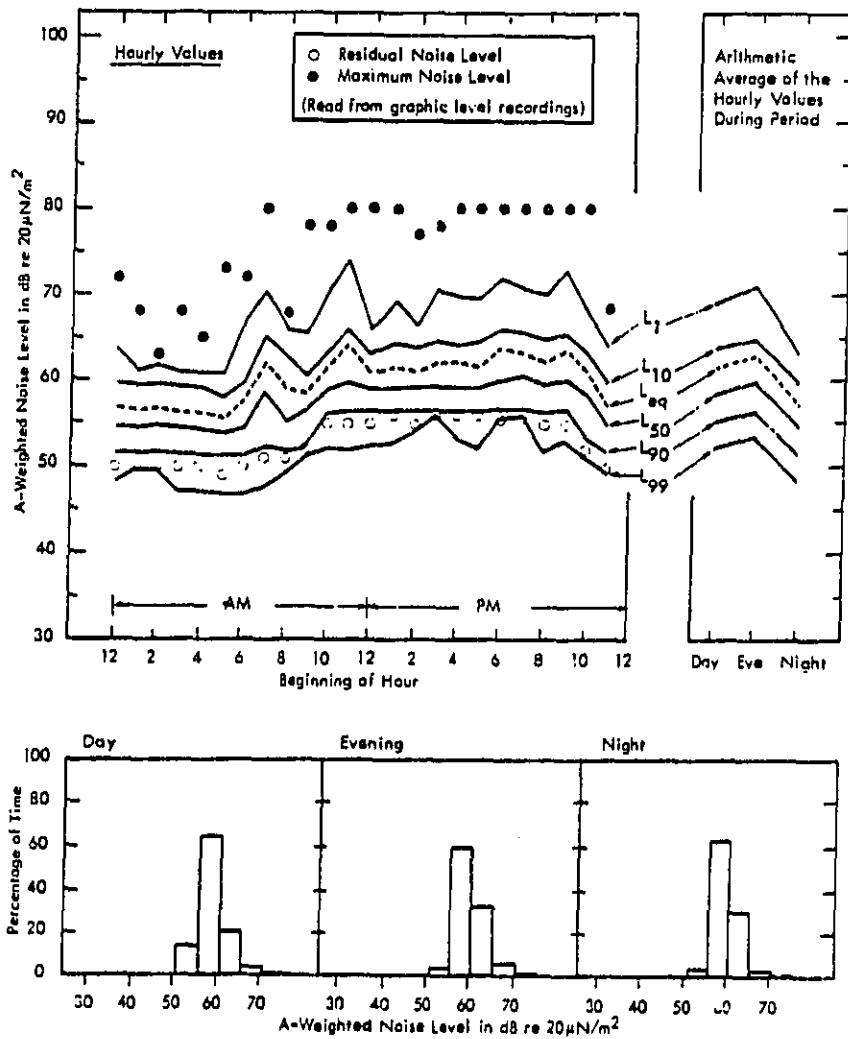 Hourly Values
○ Residual Noise Level
● Maximum Noise Level
(Read from graphic level recordings)
Arithmetic
Average of the
Hourly Values
During Period
A-Weighted Noise Level in dB re 20μN/m²
100
90
80
70
60
50
40
30
L₁
L₁₀
Leq
L₅₀
L₉₀
L₉₉
AM
PM
12 2 4 6 8 10 12 2 4 6 8 10 12
Beginning of Hour
Day Eve Night
Day
Evening
Night
Percentage of Time
100
80
60
40
20
0
30 40 50 60 70
30 40 50 60 70
30 40 50 60 70
A-Weighted Noise Level in dB re 20μN/m²